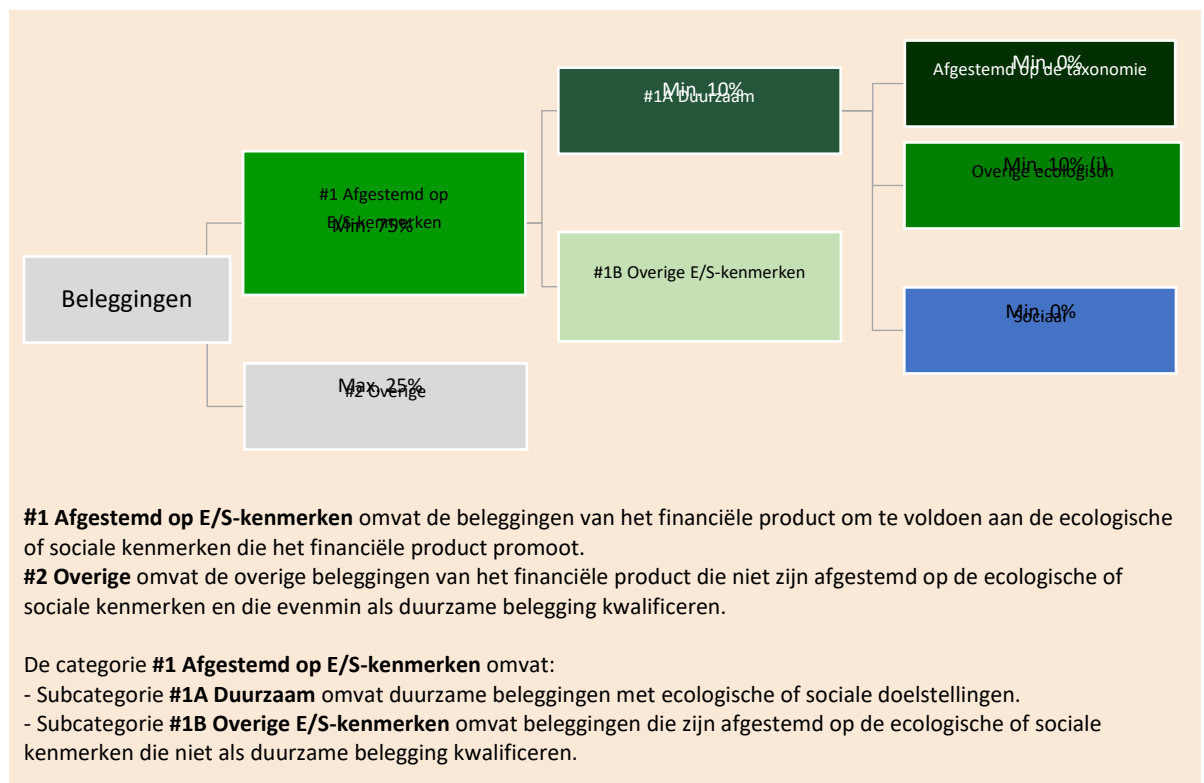 Min. 0%
Afgestemd op de taxonomie
Min. 10%
#1A Duurzaam
Min. 10% (i)
Overige ecologisch
#1 Afgestemd op
E/S-kenmerken
Min. 75%
#1B Overige E/S-kenmerken
Beleggingen
Min. 0%
Sociaal
Max. 25%
#2 Overige
#1 Afgestemd op E/S-kenmerken omvat de beleggingen van het financiële product om te voldoen aan de ecologische
of sociale kenmerken die het financiële product promoot.
#2 Overige omvat de overige beleggingen van het financiële product die niet zijn afgestemd op de ecologische of
sociale kenmerken en die evenmin als duurzame belegging kwalificeren.
De categorie #1 Afgestemd op E/S-kenmerken omvat:
- Subcategorie #1A Duurzaam omvat duurzame beleggingen met ecologische of sociale doelstellingen.
- Subcategorie #1B Overige E/S-kenmerken omvat beleggingen die zijn afgestemd op de ecologische of sociale
kenmerken die niet als duurzame belegging kwalificeren.